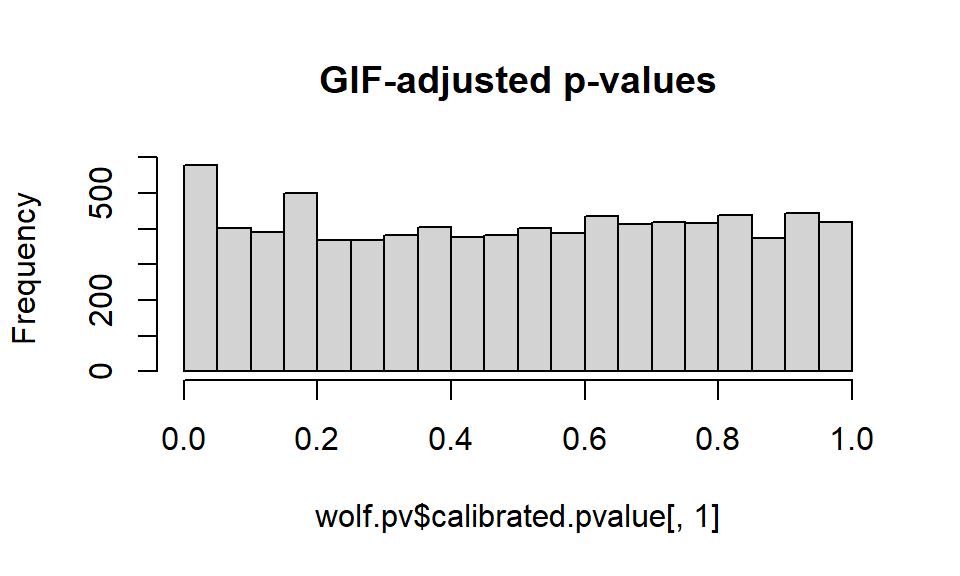 GIF-adjusted p-values
Frequency
500
200
0
0.0 0.2 0.4 0.6 0.8 1.0
wolf.pv$calibrated.pvalue[, 1]